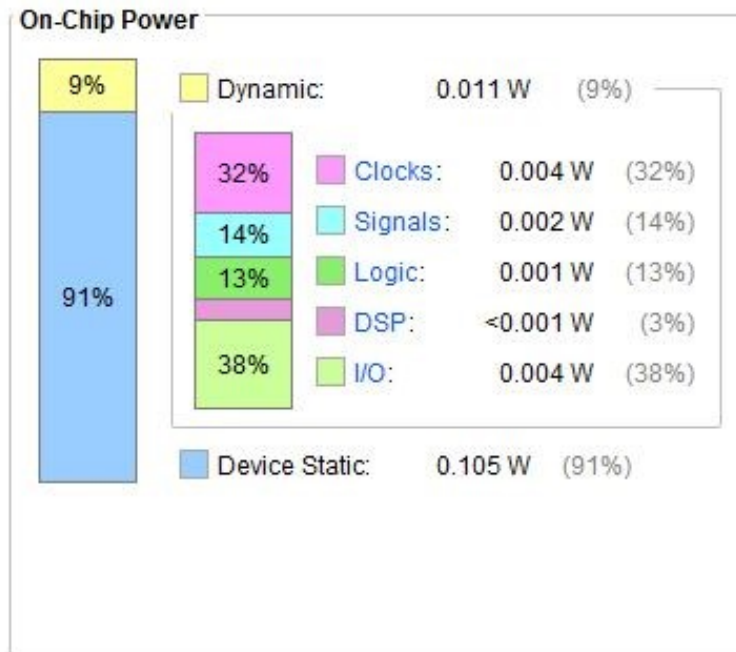 On-Chip Power
9%
91%
Dynamic: 0.011 W (9%)
32%
14%
13%
38%
Clocks: 0.004 W (32%)
Signals: 0.002 W (14%)
Logic: 0.001 W (13%)
DSP: <0.001 W (3%)
I/O: 0.004 W (38%)
Device Static: 0.105 W (91%)